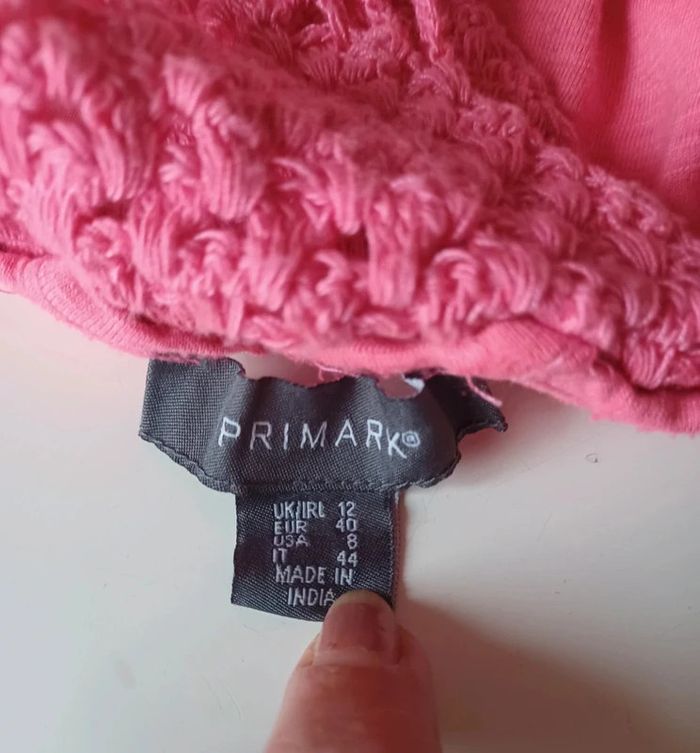 PRIMARK®
UK/IRL 12
EUR 40
USA 8
IT 44
MADE IN
INDIA